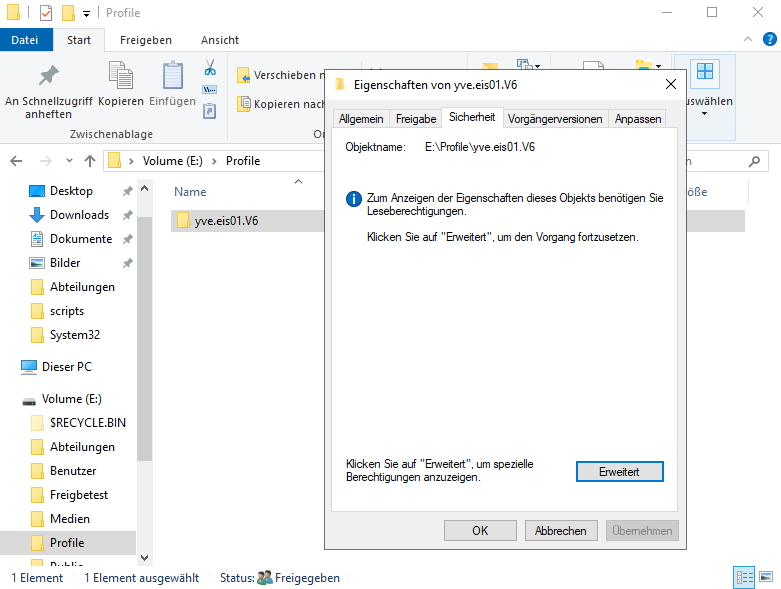 Profile
Datei
Start
Freigeben
Ansicht
An Schnellzugriff anheften
Kopieren
Einfügen
Verschieben
Kopieren nach
Zwischenablage
Volume (E:)
Profile
Desktop
Downloads
Dokumente
Bilder
Abteilungen
scripts
System32
Dieser PC
Volume (E:)
$RECYCLE.BIN
Abteilungen
Benutzer
Freigbetest
Medien
Profile
Name
yve.eis01.V6
Eigenschaften von yve.eis01.V6
Allgemein
Freigabe
Sicherheit
Vorgängerversionen
Anpassen
Objektname:
E:\Profile\yve.eis01.V6
Zum Anzeigen der Eigenschaften dieses Objekts benötigen Sie
Leseberechtigungen.
Klicken Sie auf "Erweitert", um den Vorgang fortzusetzen.
Klicken Sie auf "Erweitert", um spezielle
Berechtigungen anzuzeigen.
Erweitert
OK
Abbrechen
Übernehmen
1 Element
1 Element ausgewählt
Status:
Freigegeben